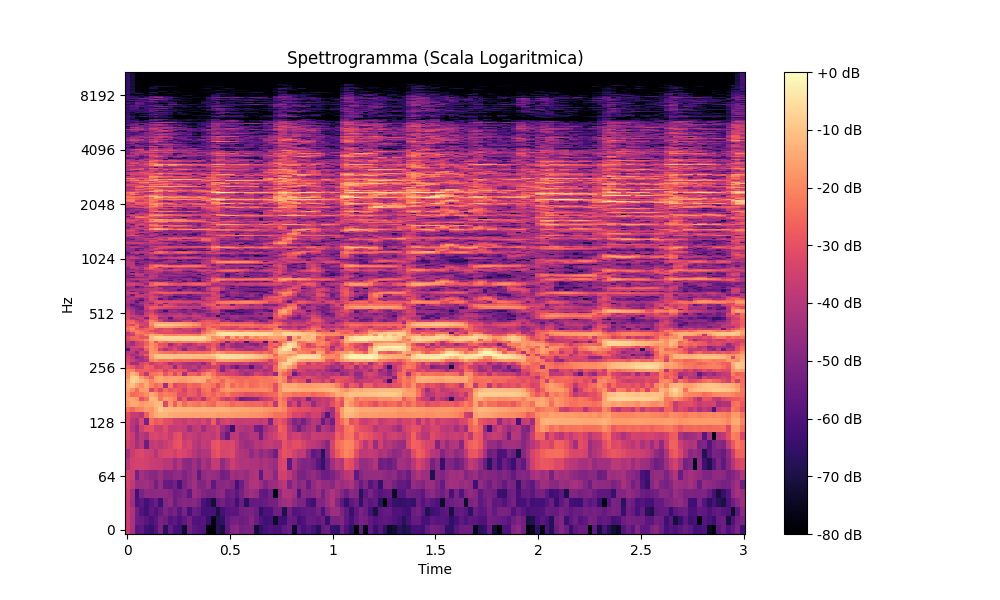 Spettrogramma (Scala Logaritmica)
Hz
8192
4096
2048
1024
512
256
128
64
0
0
0.5
1
1.5
2
2.5
3
Time
+0 dB
-10 dB
-20 dB
-30 dB
-40 dB
-50 dB
-60 dB
-70 dB
-80 dB